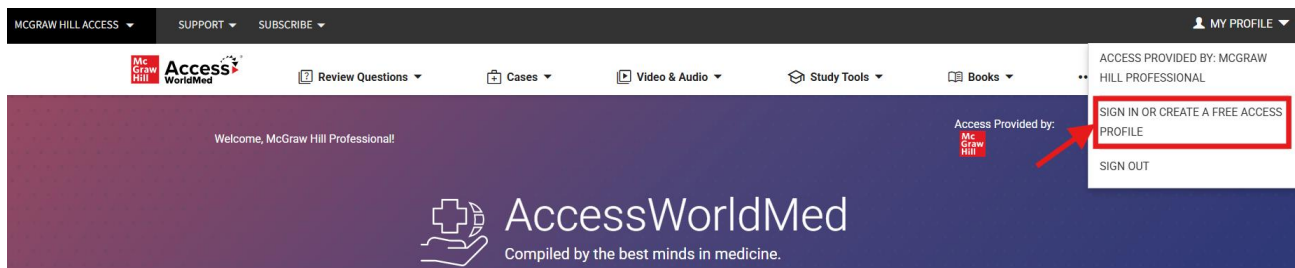 MCGRAW HILL ACCESS SUPPORT SUBSCRIBE MY PROFILE
ACCESS PROVIDED BY: MCGRAW
HILL PROFESSIONAL
SIGN IN OR CREATE A FREE ACCESS
PROFILE
SIGN OUT
Mc
Graw
Hill
Access
WorldMed
Review Questions Cases Video & Audio Study Tools Books
Welcome, McGraw Hill Professional!
Access Provided by:
Mc
Graw
Hill
AccessWorldMed
Compiled by the best minds in medicine.